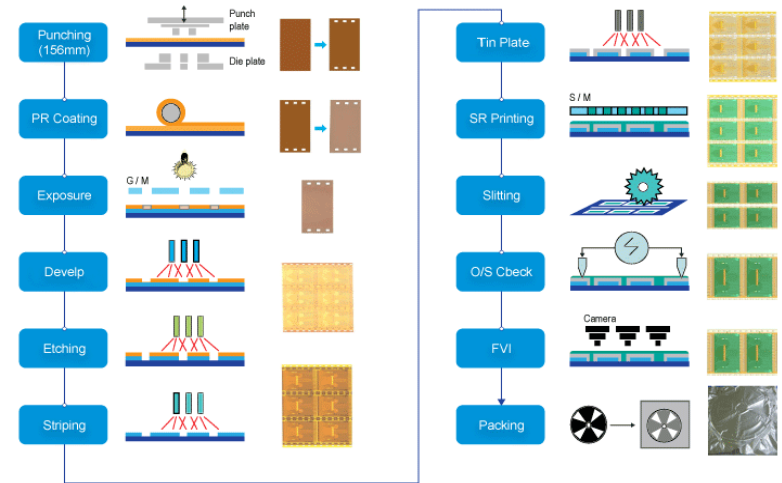 Punching
(156mm)
Punch
plate
Die plate
PR Coating
Exposure
G / M
Develp
Etching
Striping
Tin Plate
SR Printing
S / M
Slitting
O/S Cbeck
FVI
Camera
Packing